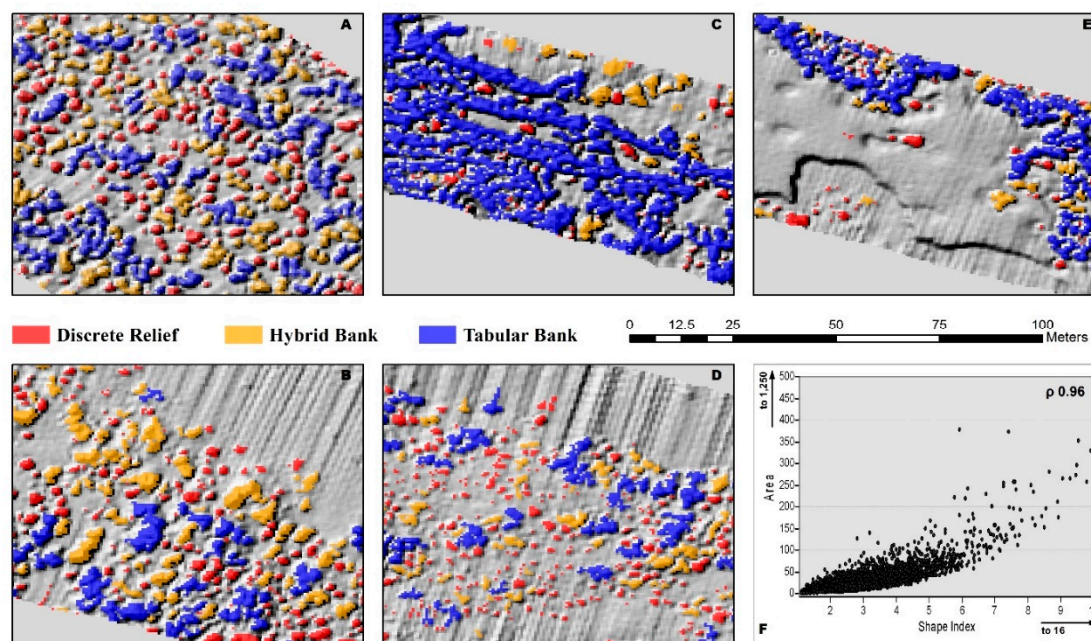 A
C
E
Discrete Relief
Hybrid Bank
Tabular Bank
0 12.5 25 50 75 100
Meters
B
D
to 1,250
500
450
400
350
300
250
200
150
100
50
0
Area
ρ 0.96
2 3 4 5 6 7 8 9
Shape Index
to 16
F